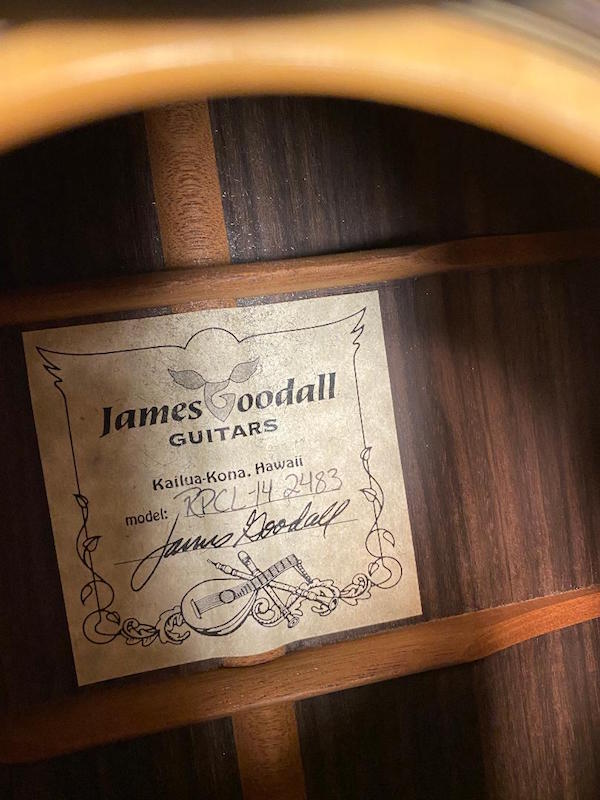 James Goodall
GUITARS
Kailua-Kona, Hawaii
model: RPCL-14 2483
James Goodall